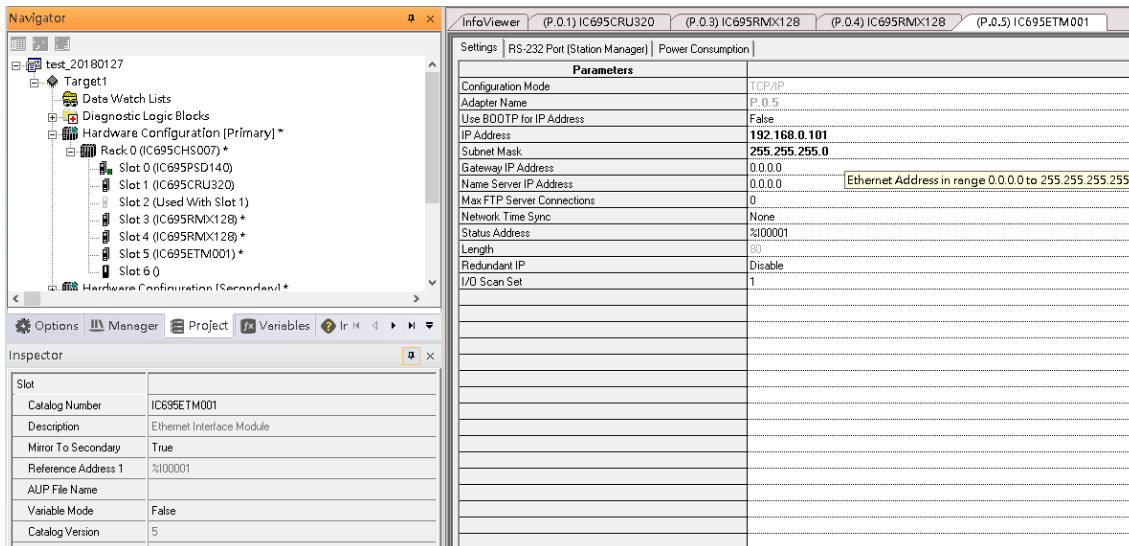 Navigator
test_20180127
Target1
Data Watch Lists
Diagnostic Logic Blocks
Hardware Configuration [Primary] *
Rack 0 (IC695CHS007) *
Slot 0 (IC695PSD140)
Slot 1 (IC695CRU320)
Slot 2 (Used With Slot 1)
Slot 3 (IC695RMX128) *
Slot 4 (IC695RMX128) *
Slot 5 (IC695ETM001) *
Slot 6 ()
Hardware Configuration [Secondary] *
Options Manager Project Variables Ir
Inspector
Slot
Catalog Number IC695ETM001
Description Ethernet Interface Module
Mirror To Secondary True
Reference Address 1 %I00001
AUP File Name
Variable Mode False
Catalog Version 5
InfoViewer (P.0.1) IC695CRU320 (P.0.3) IC695RMX128 (P.0.4) IC695RMX128 (P.0.5) IC695ETM001
Settings RS-232 Port (Station Manager) Power Consumption
Parameters
Configuration Mode TCP/IP
Adapter Name P.0.5
Use BOOTP for IP Address False
IP Address 192.168.0.101
Subnet Mask 255.255.255.0
Gateway IP Address 0.0.0.0
Name Server IP Address 0.0.0.0
Ethernet Address in range 0.0.0.0 to 255.255.255.255
Max FTP Server Connections 0
Network Time Sync None
Status Address %I00001
Length 80
Redundant IP Disable
I/O Scan Set 1